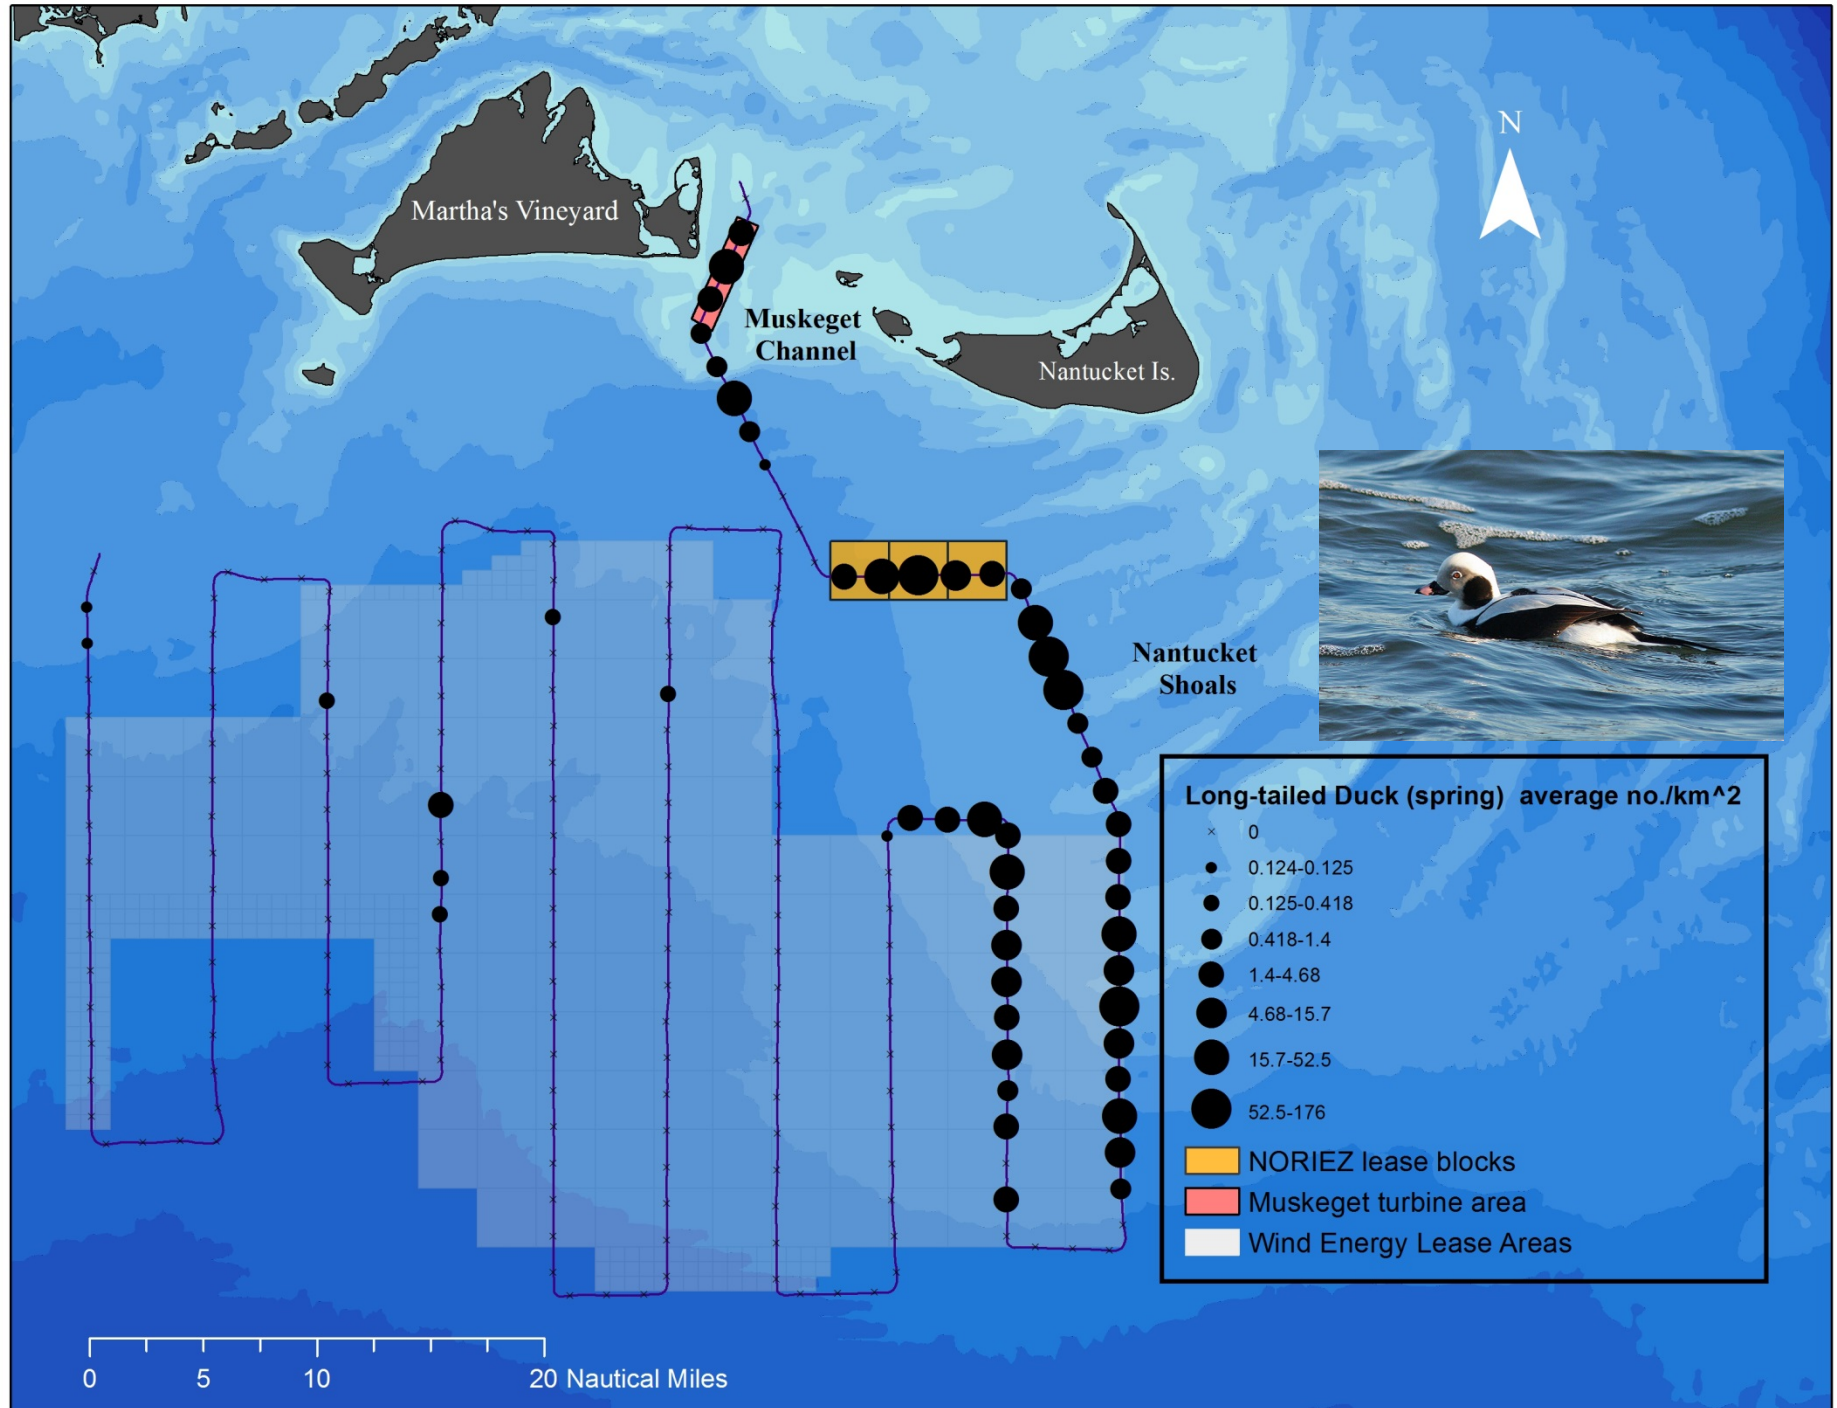 N
Martha's Vineyard
Muskeget
Channel
Nantucket Is.
Nantucket
Shoals
Long-tailed Duck (spring) average no./km^2
0
0.124-0.125
0.125-0.418
0.418-1.4
1.4-4.68
4.68-15.7
15.7-52.5
52.5-176
NORIEZ lease blocks
Muskeget turbine area
Wind Energy Lease Areas
0 5 10 20 Nautical Miles